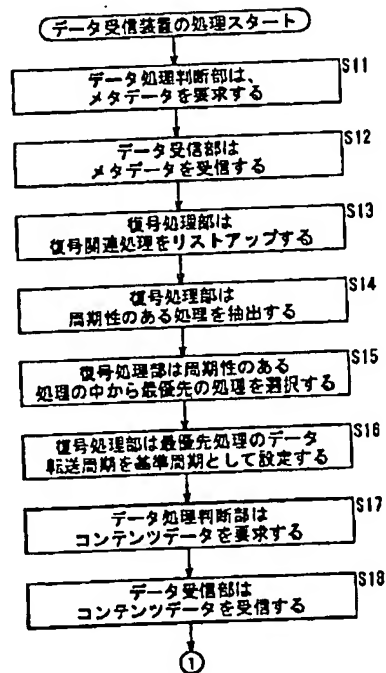 データ受信装置の処理スタート
S11
データ処理判断部は、
メタデータを要求する
S12
データ受信部は
メタデータを受信する
S13
復号処理部は
復号関連処理をリストアップする
S14
復号処理部は
周期性のある処理を抽出する
S15
復号処理部は周期性のある
処理の中から最優先の処理を選択する
S16
復号処理部は最優先処理のデータ
転送周期を基準周期として設定する
S17
データ処理判断部は
コンテンツデータを要求する
S18
データ受信部は
コンテンツデータを受信する
①